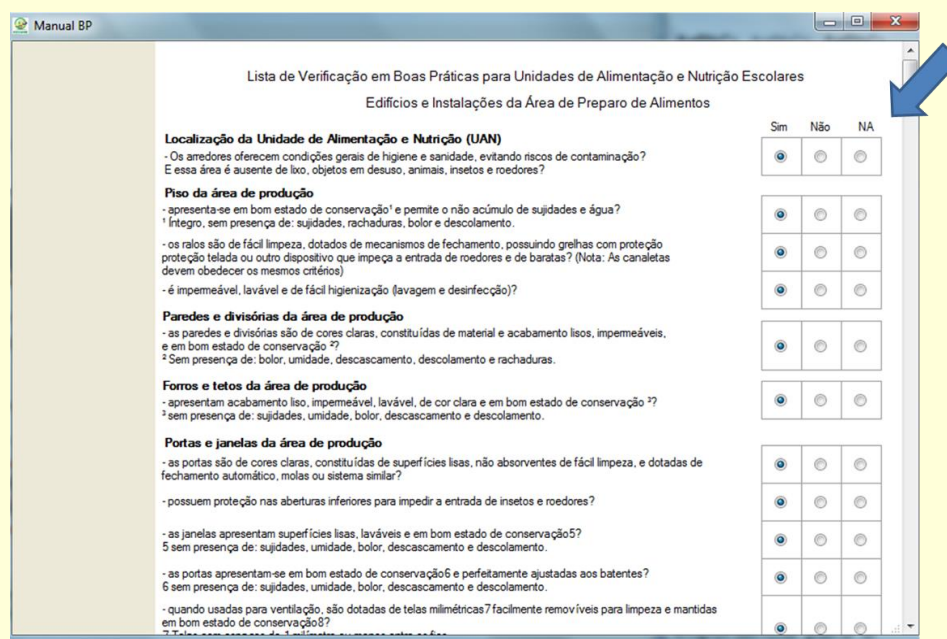 Manual BP
Lista de Verificação em Boas Práticas para Unidades de Alimentação e Nutrição Escolares
Edifícios e Instalações da Área de Preparo de Alimentos
Sim Não NA
Localização da Unidade de Alimentação e Nutrição (UAN)
- Os arredores oferecem condições gerais de higiene e sanidade, evitando riscos de contaminação?
E essa área é ausente de lixo, objetos em desuso, animais, insetos e roedores?
Piso da área de produção
- apresenta-se em bom estado de conservação¹ e permite o não acúmulo de sujidades e água?
¹ Íntegro, sem presença de: sujidades, rachaduras, bolor e descolamento.
- os ralos são de fácil limpeza, dotados de mecanismos de fechamento, possuindo grelhas com proteção
proteção telada ou outro dispositivo que impeça a entrada de roedores e de baratas? (Nota: As canaletas
devem obedecer os mesmos critérios)
- é impermeável, lavável e de fácil higienização (lavagem e desinfecção)?
Paredes e divisórias da área de produção
- as paredes e divisórias são de cores claras, constituídas de material e acabamento lisos, impermeáveis,
e em bom estado de conservação ²?
² Sem presença de: bolor, umidade, descascamento, descolamento e rachaduras.
Forros e tetos da área de produção
- apresentam acabamento liso, impermeável, lavável, de cor clara e em bom estado de conservação ³?
³ sem presença de: sujidades, umidade, bolor, descascamento e descolamento.
Portas e janelas da área de produção
- as portas são de cores claras, constituídas de superfícies lisas, não absorventes de fácil limpeza, e dotadas de
fechamento automático, molas ou sistema similar?
- possuem proteção nas aberturas inferiores para impedir a entrada de insetos e roedores?
- as janelas apresentam superfícies lisas, laváveis e em bom estado de conservação5?
5 sem presença de: sujidades, umidade, bolor, descascamento e descolamento.
- as portas apresentam-se em bom estado de conservação6 e perfeitamente ajustadas aos batentes?
6 sem presença de: sujidades, umidade, bolor, descascamento e descolamento.
- quando usadas para ventilação, são dotadas de telas milimétricas7 facilmente removíveis para limpeza e mantidas
em bom estado de conservação8?